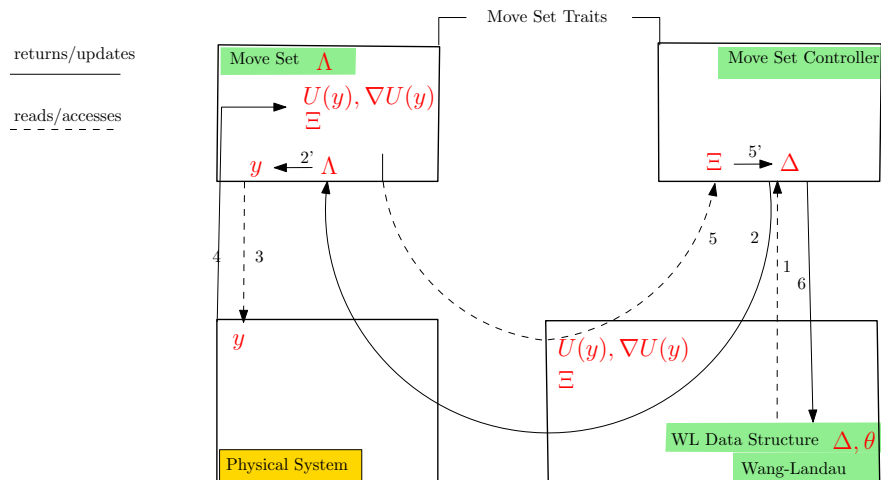 Move Set Traits
returns/updates
reads/accesses
Move Set Λ
U(y), ∇U(y)
Ξ
2'
y Λ
Move Set Controller
5'
Ξ Δ
4 3
5 2
1
6
y
Physical System
U(y), ∇U(y)
Ξ
WL Data Structure Δ, θ
Wang-Landau